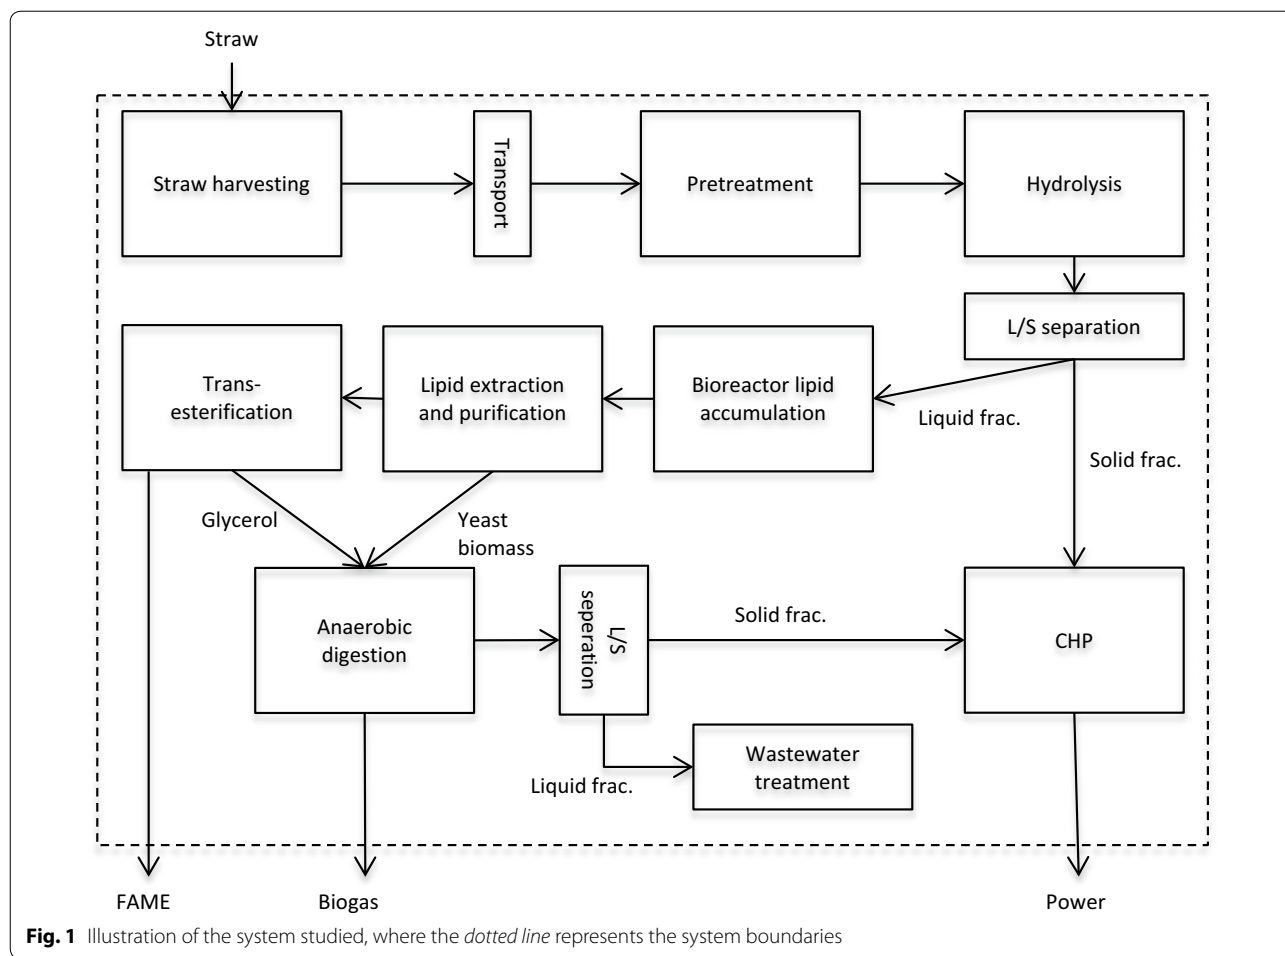 Straw
Straw harvesting
Transport
Pretreatment
Hydrolysis
L/S separation
Trans-
esterification
Lipid extraction
and purification
Bioreactor lipid
accumulation
Liquid frac.
Solid frac.
Glycerol
Yeast
biomass
Anaerobic
digestion
L/S
seperation
Solid frac.
CHP
Wastewater
treatment
Liquid frac.
FAME
Biogas
Power
Fig. 1 Illustration of the system studied, where the dotted line represents the system boundaries